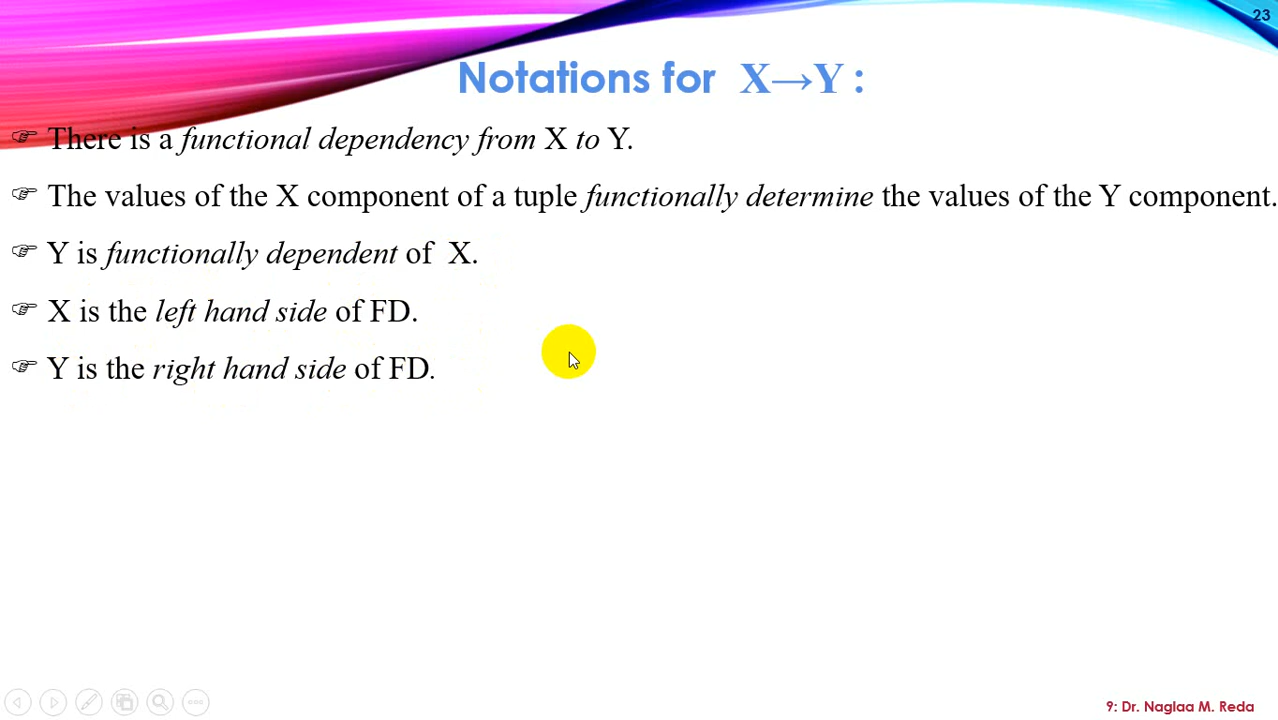 23
Notations for X→Y :
☞ There is a functional dependency from X to Y.
☞ The values of the X component of a tuple functionally determine the values of the Y component.
☞ Y is functionally dependent of X.
☞ X is the left hand side of FD.
☞ Y is the right hand side of FD.
9: Dr. Naglaa M. Reda